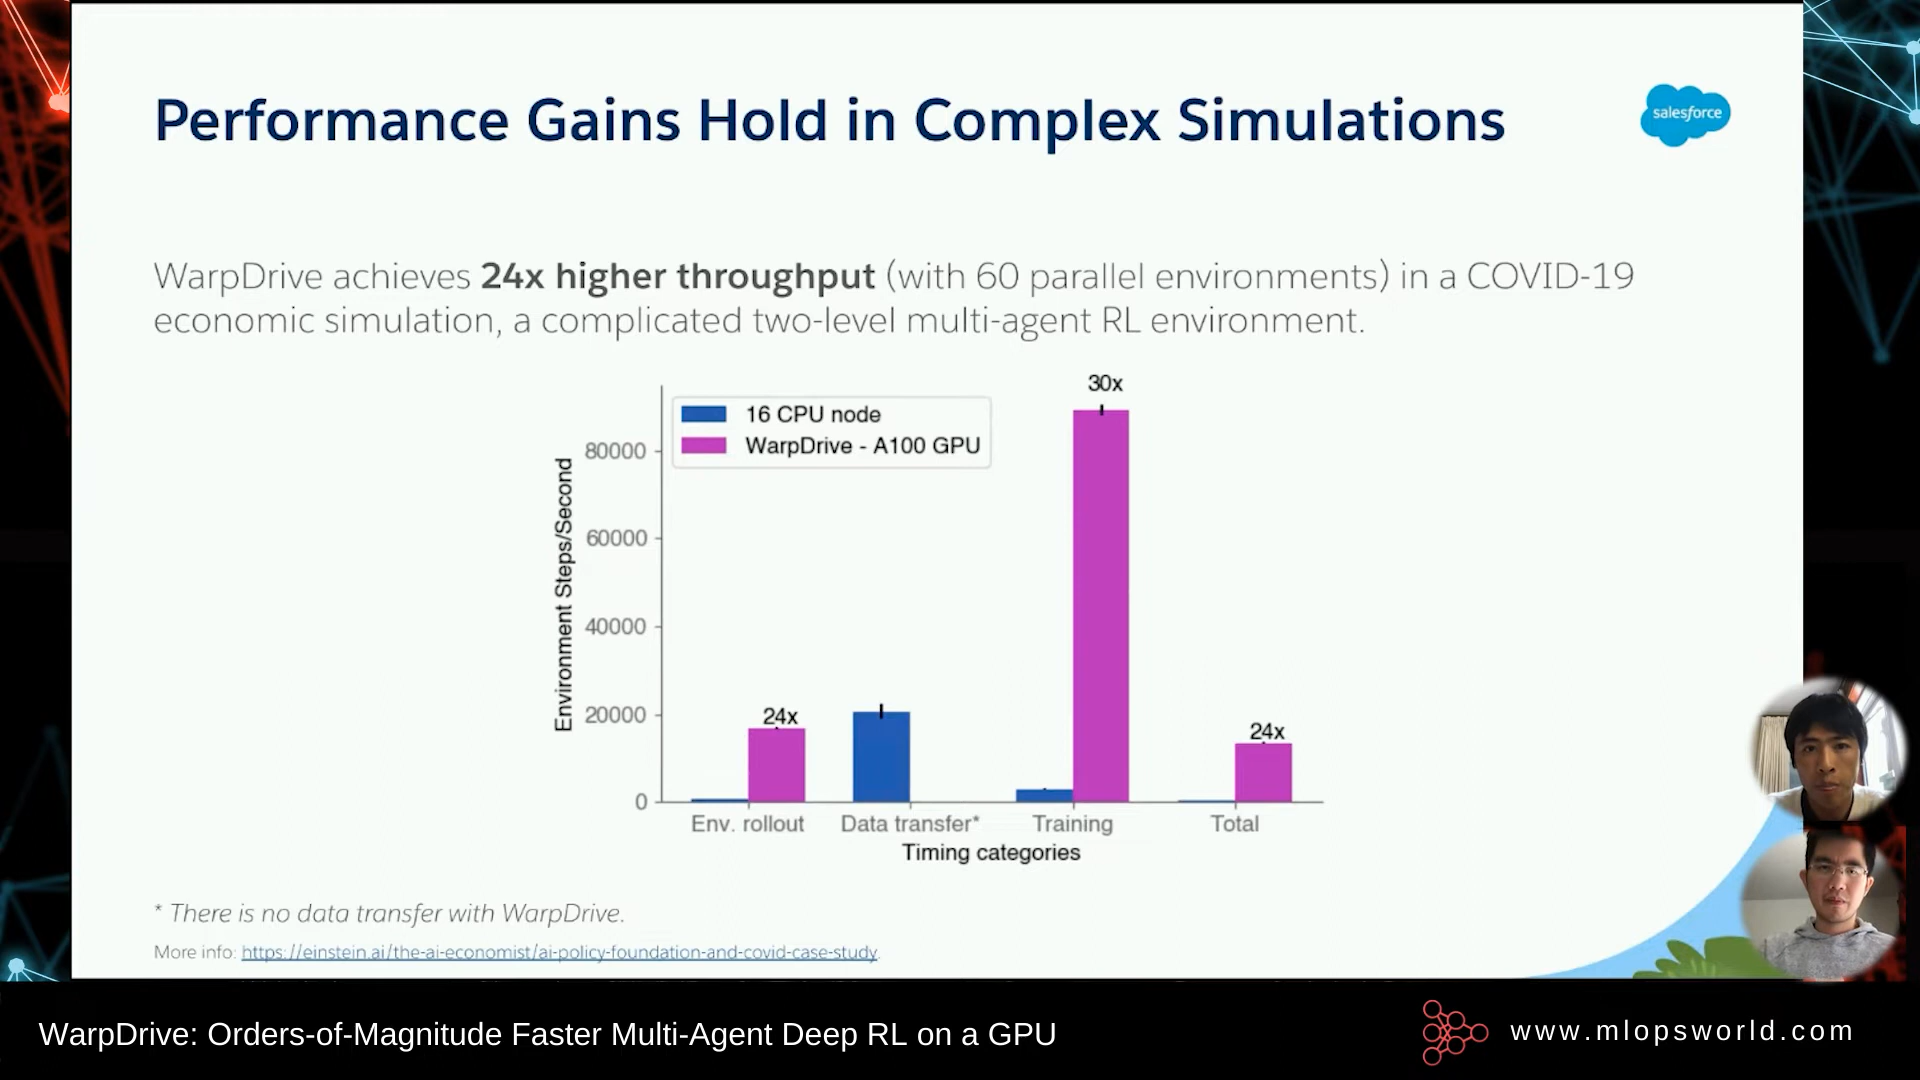 Performance Gains Hold in Complex Simulations
salesforce
WarpDrive achieves 24x higher throughput (with 60 parallel environments) in a COVID-19
economic simulation, a complicated two-level multi-agent RL environment.
30x
16 CPU node
WarpDrive - A100 GPU
80000
60000
40000
20000
0
Environment Steps/Second
24x
24x
Env. rollout
Data transfer*
Training
Total
Timing categories
* There is no data transfer with WarpDrive.
More info: https://einstein.ai/the-ai-economist/ai-policy-foundation-and-covid-case-study.
WarpDrive: Orders-of-Magnitude Faster Multi-Agent Deep RL on a GPU
www.mlopsworld.com